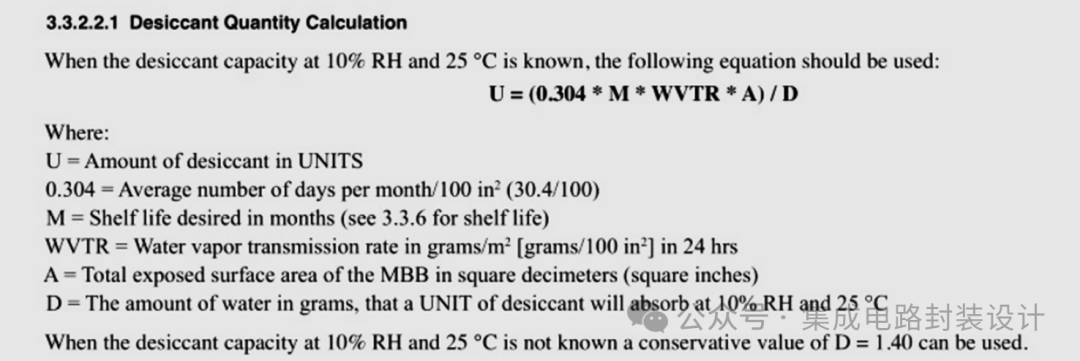 3.3.2.2.1 Desiccant Quantity Calculation
When the desiccant capacity at 10% RH and 25 °C is known, the following equation should be used:
U = (0.304 * M * WVTR * A) / D
Where:
U = Amount of desiccant in UNITS
0.304 = Average number of days per month/100 in² (30.4/100)
M = Shelf life desired in months (see 3.3.6 for shelf life)
WVTR = Water vapor transmission rate in grams/m² [grams/100 in²] in 24 hrs
A = Total exposed surface area of the MBB in square decimeters (square inches)
D = The amount of water in grams, that a UNIT of desiccant will absorb at 10% RH and 25 °C
公众号 · 集成电路封装设计
When the desiccant capacity at 10% RH and 25 °C is not known a conservative value of D = 1.40 can be used.